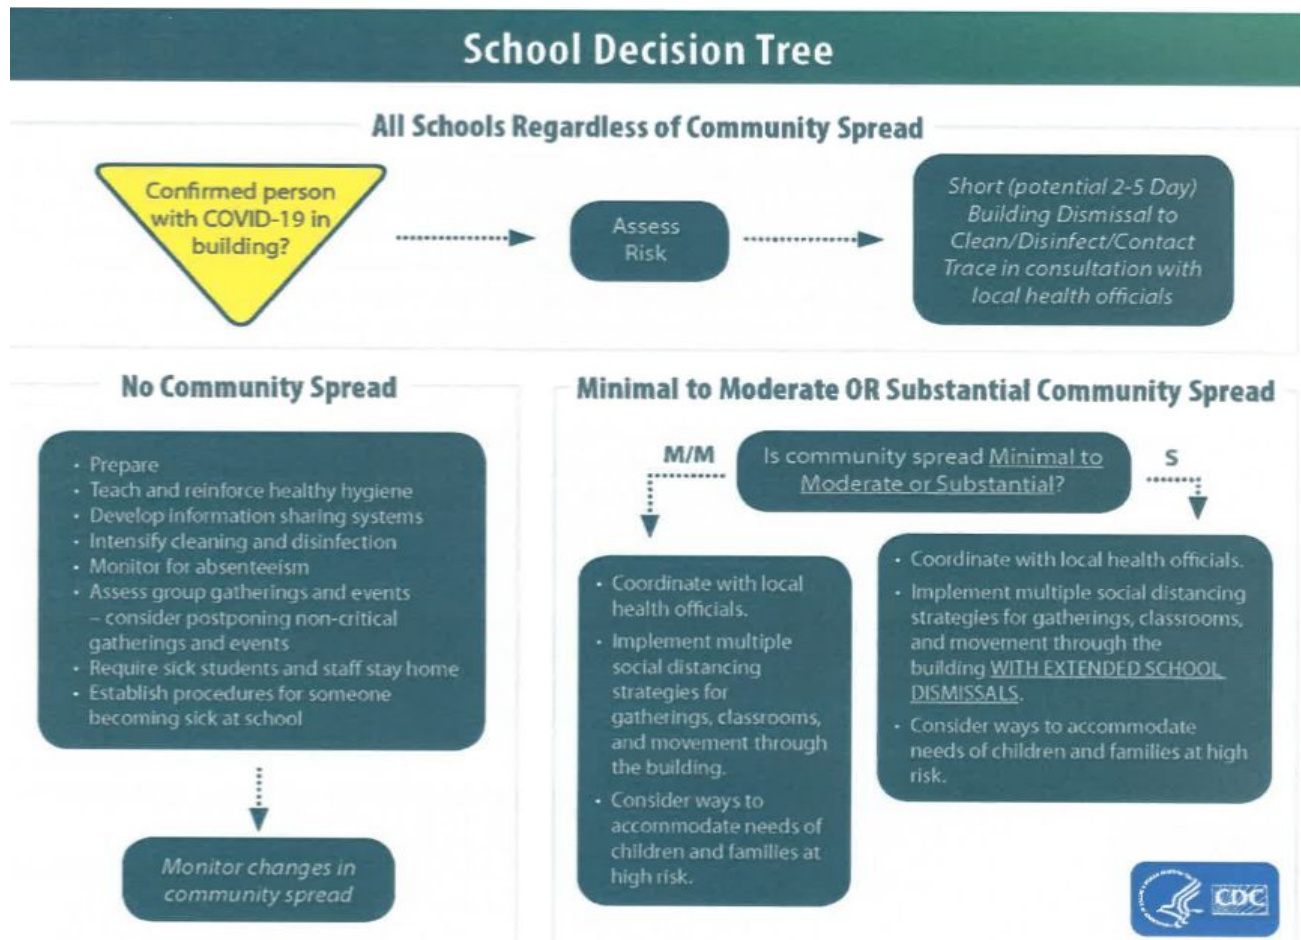 School Decision Tree
All Schools Regardless of Community Spread
Confirmed person
with COVID-19 in
building?
Assess
Risk
Short (potential 2-5 Day)
Building Dismissal to
Clean/Disinfect/Contact
Trace in consultation with
local health officials
No Community Spread
• Prepare
• Teach and reinforce healthy hygiene
• Develop information sharing systems
• Intensify cleaning and disinfection
• Monitor for absenteeism
• Assess group gatherings and events
– consider postponing non-critical
gatherings and events
• Require sick students and staff stay home
• Establish procedures for someone
becoming sick at school
Monitor changes in
community spread
Minimal to Moderate OR Substantial Community Spread
Is community spread Minimal to
Moderate or Substantial?
M/M
S
• Coordinate with local
health officials.
• Implement multiple
social distancing
strategies for
gatherings, classrooms,
and movement through
the building.
• Consider ways to
accommodate needs of
children and families at
high risk.
• Coordinate with local health officials.
• Implement multiple social distancing
strategies for gatherings, classrooms,
and movement through the
building WITH EXTENDED SCHOOL
DISMISSALS.
• Consider ways to accommodate
needs of children and families at high
risk.
CDC